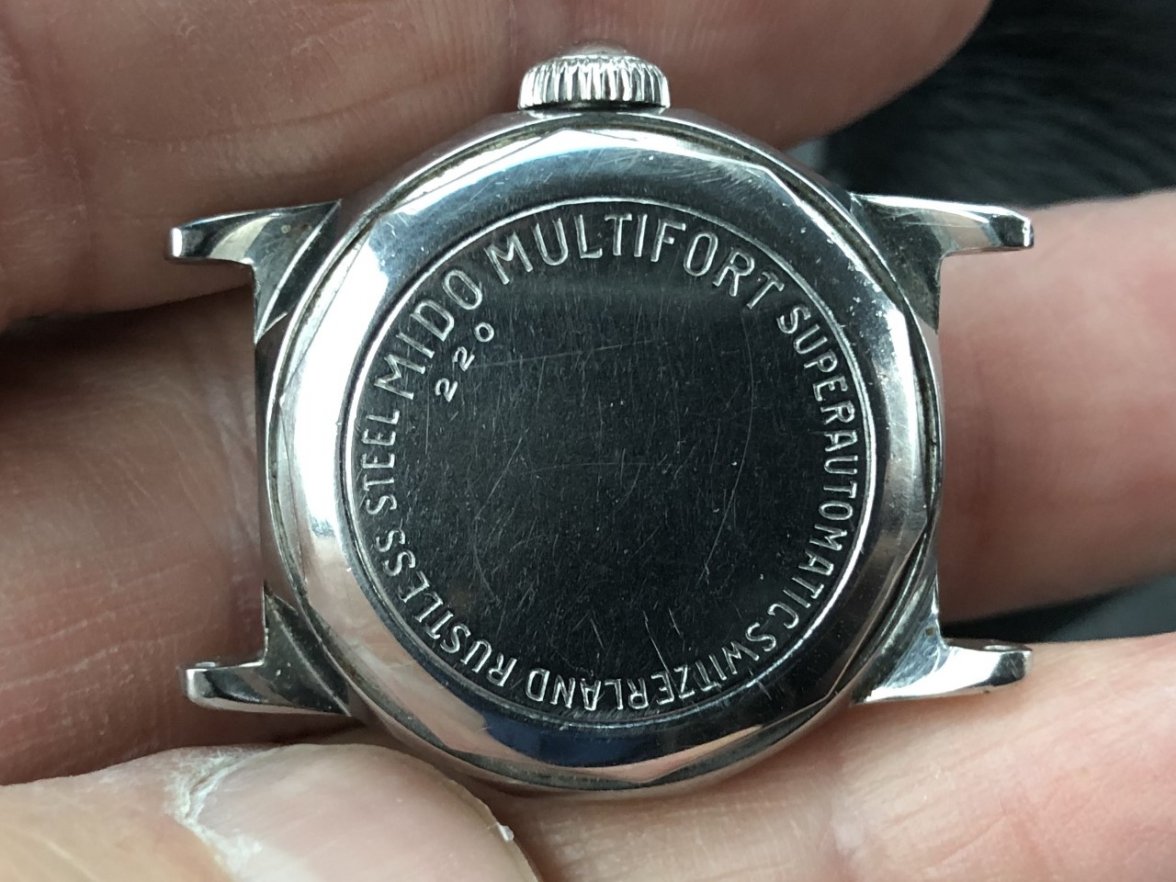 MIDO MULTIFORT SUPERAUTOMATIC SWITZERLAND RUSTLESS STEEL
220